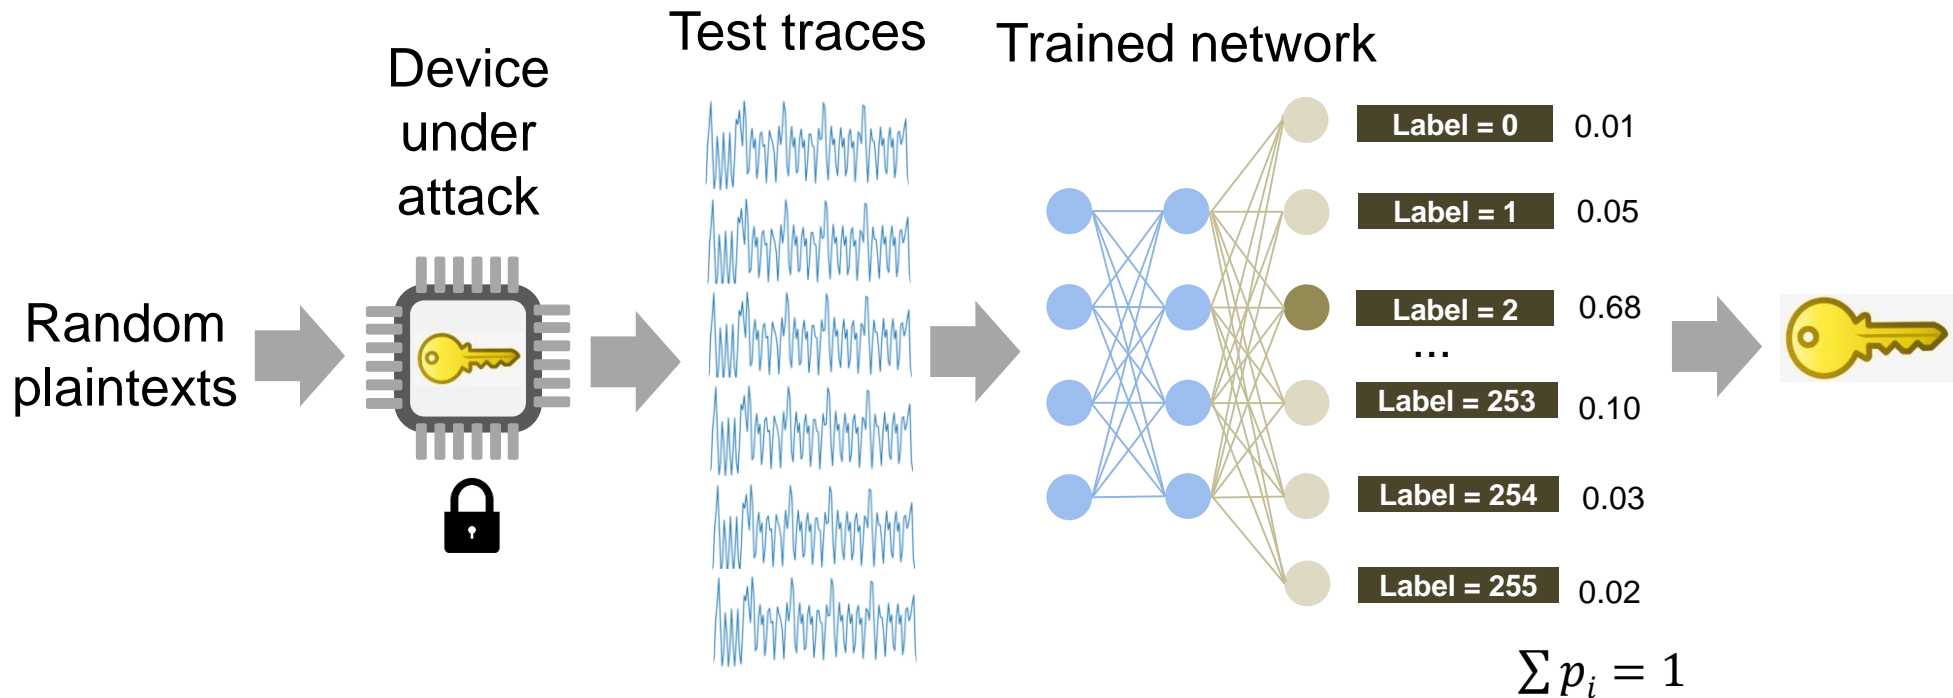 Random
plaintexts
Device
under
attack
Test traces
Trained network
Label = 0 0.01
Label = 1 0.05
Label = 2 0.68
...
Label = 253 0.10
Label = 254 0.03
Label = 255 0.02
∑ pᵢ = 1